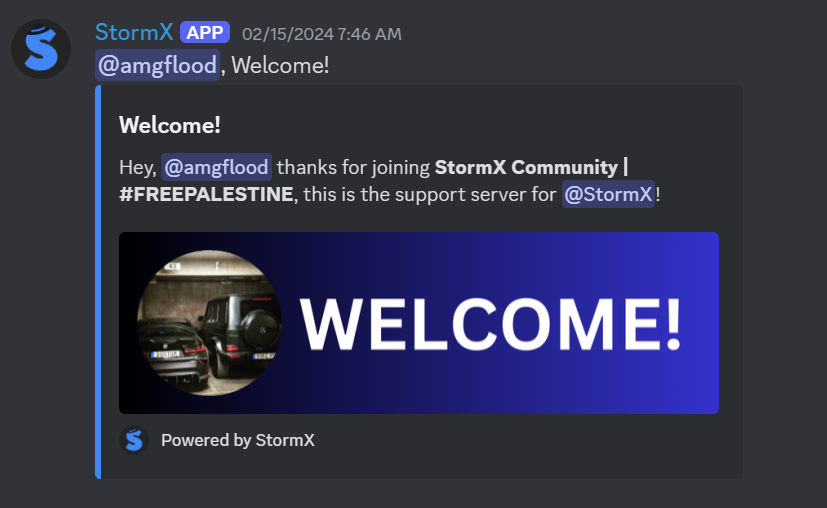 StormX APP 02/15/2024 7:46 AM
@amgflood, Welcome!
Welcome!
Hey, @amgflood thanks for joining StormX Community |
#FREEPALESTINE, this is the support server for @StormX!
WELCOME!
Powered by StormX